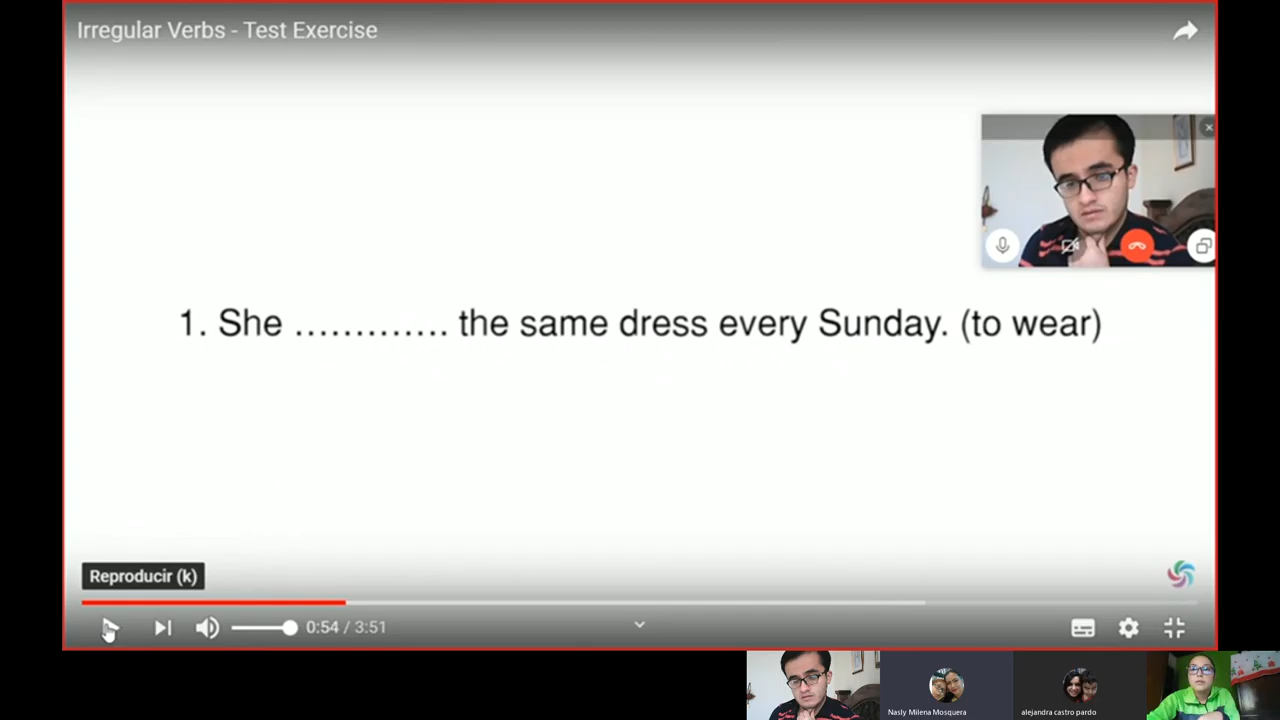 Irregular Verbs - Test Exercise
1. She ............. the same dress every Sunday. (to wear)
Reproducir (k)
0:54 / 3:51
Nasly Milena Mosquera
alejandra castro pardo